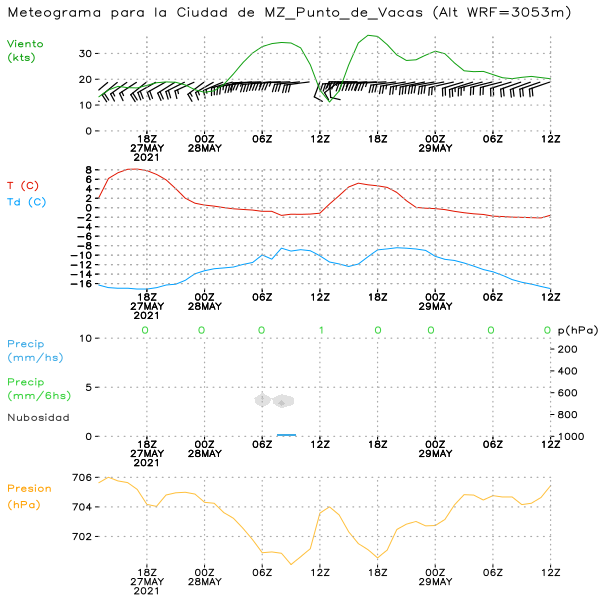 Meteograma para la Ciudad de MZ_Punto_de_Vacas (Alt WRF=3053m)
Viento
(kts)
30
20
10
0
18Z 00Z 06Z 12Z 18Z 00Z 06Z 12Z
27MAY 28MAY 29MAY
2021
T (C)
Td (C)
8
6
4
2
0
-2
-4
-6
-8
-10
-12
-14
-16
18Z 00Z 06Z 12Z 18Z 00Z 06Z 12Z
27MAY 28MAY 29MAY
2021
0 0 0 1 0 0 0 0 p(hPa)
Precip
(mm/hs)
Precip
(mm/6hs)
Nubosidad
10
5
0
200
400
600
800
1000
18Z 00Z 06Z 12Z 18Z 00Z 06Z 12Z
27MAY 28MAY 29MAY
2021
Presion
(hPa)
706
704
702
18Z 00Z 06Z 12Z 18Z 00Z 06Z 12Z
27MAY 28MAY 29MAY
2021